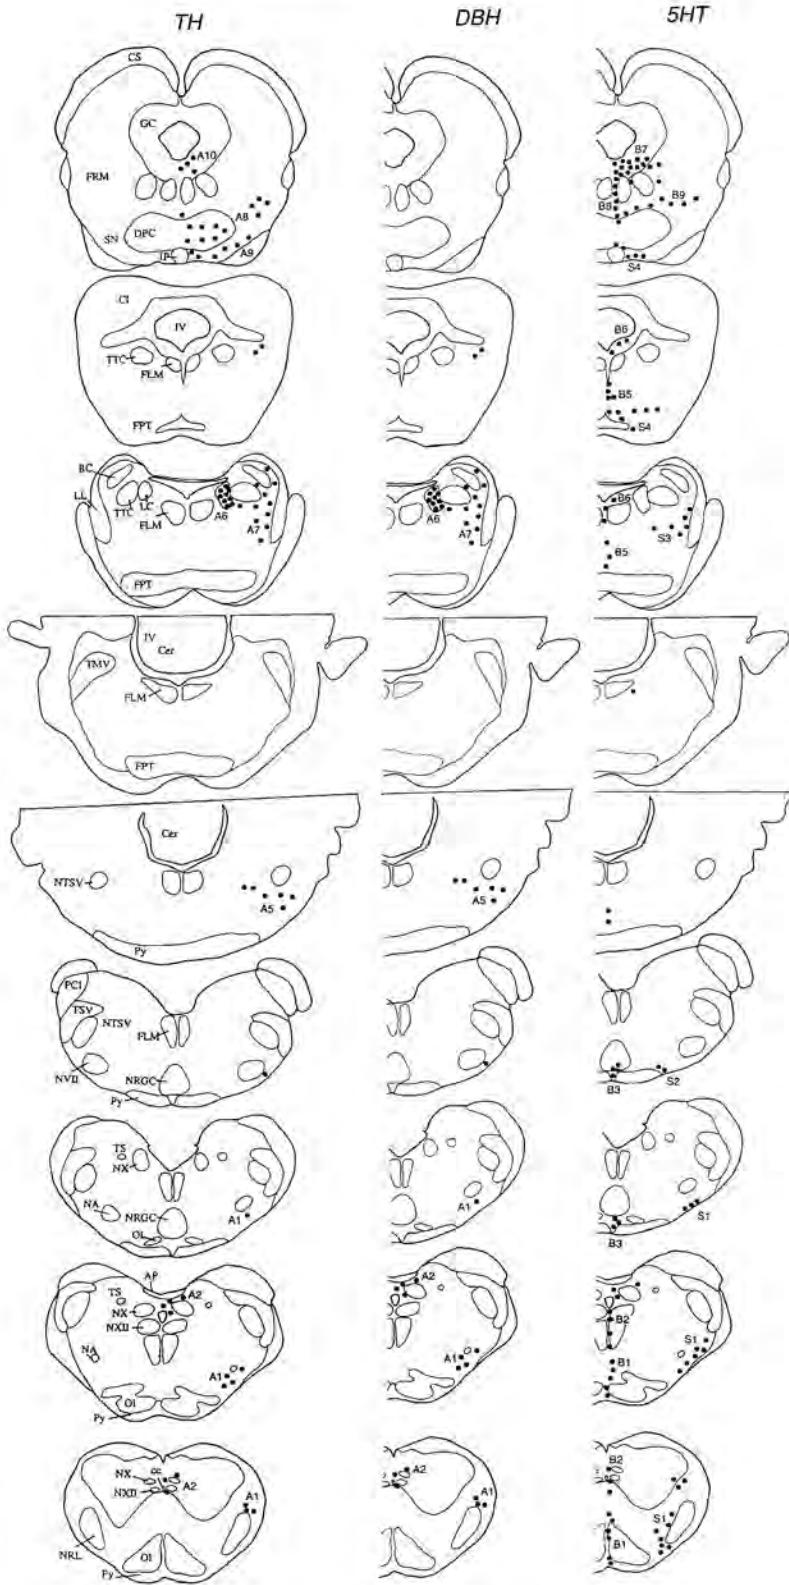 TH DBH 5HT
CS
GC
A10
B7
FRM
A8
B8
B9
DPC
SN
IP
A9
S4
CI
IV
B6
TTC
FLM
B5
FPT
S4
BC
LL
TTC
LC
FLM
A6
A7
A6
A7
B6
S3
B5
FPT
IV
Cer
TMV
FLM
FPT
Cer
NTSV
A5
A5
Py
PCI
TSV
NTSV
FLM
NVII
NRGC
Py
B3
S2
TS
NX
NA
NRGC
A1
A1
S1
OI
B3
AP
TS
A2
A2
NX
NXII
B2
NA
A1
A1
S1
B1
OI
Py
NX
cc
A2
A2
B2
NXII
A1
A1
S1
NRL
OI
B1
Py